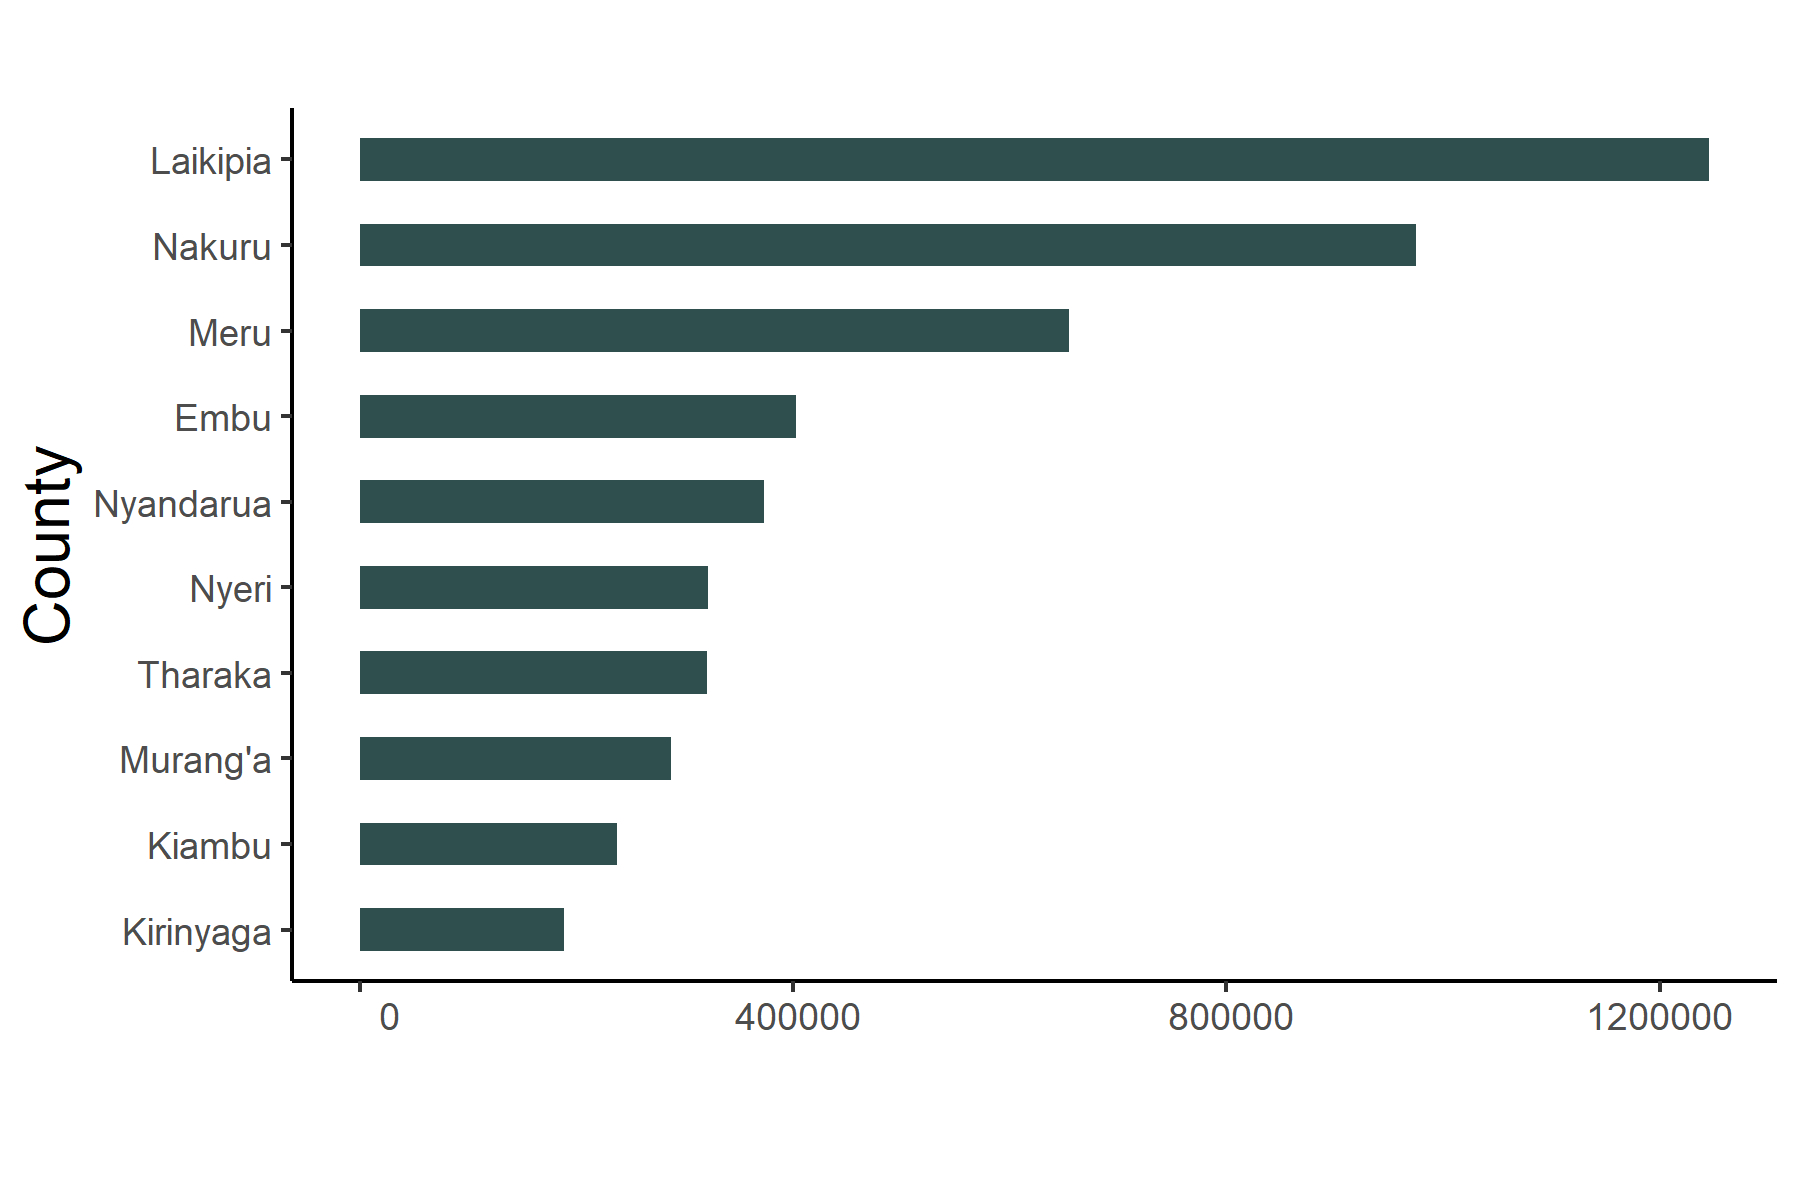 County
Laikipia
Nakuru
Meru
Embu
Nyandarua
Nyeri
Tharaka
Murang'a
Kiambu
Kirinyaga
0 400000 800000 1200000